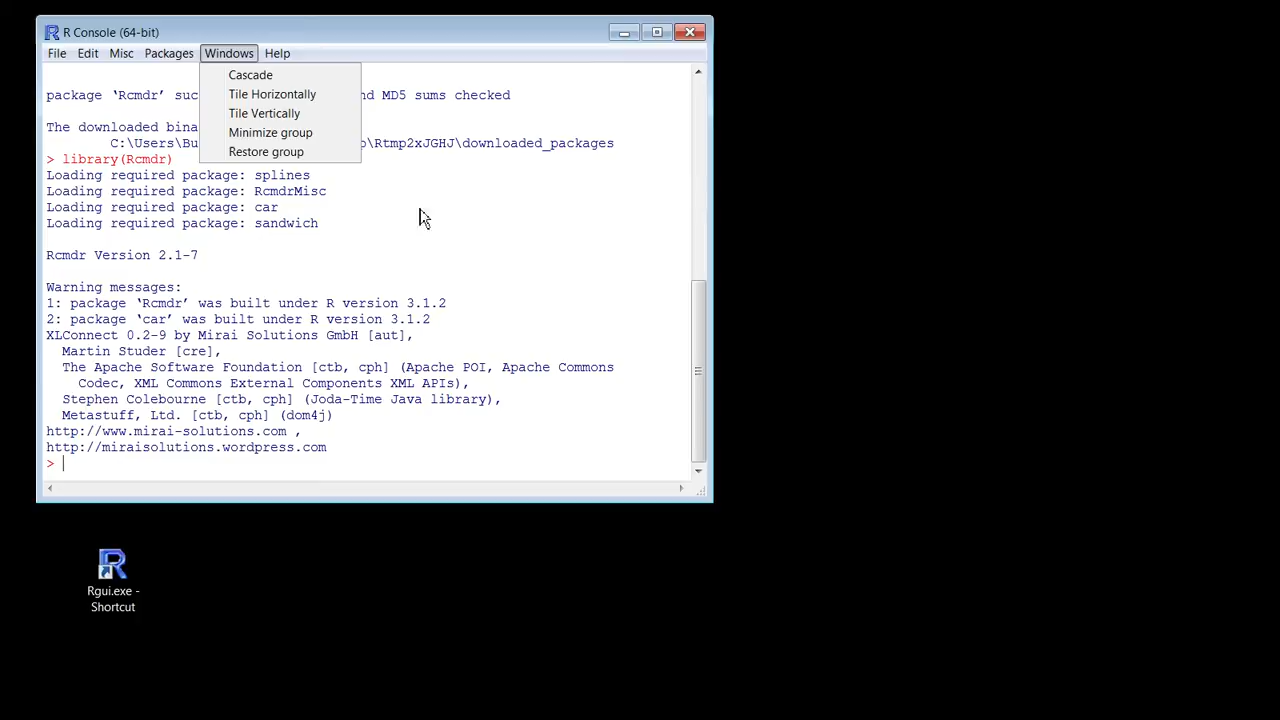 R Console (64-bit)
File Edit Misc Packages Windows Help
Cascade
Tile Horizontally
Tile Vertically
Minimize group
Restore group
package ‘Rcmdr’ suc nd MD5 sums checked
The downloaded bina
C:\Users\Bu p\Rtmp2xJGHJ\downloaded_packages
> library(Rcmdr)
Loading required package: splines
Loading required package: RcmdrMisc
Loading required package: car
Loading required package: sandwich
Rcmdr Version 2.1-7
Warning messages:
1: package ‘Rcmdr’ was built under R version 3.1.2
2: package ‘car’ was built under R version 3.1.2
XLConnect 0.2-9 by Mirai Solutions GmbH [aut],
Martin Studer [cre],
The Apache Software Foundation [ctb, cph] (Apache POI, Apache Commons
Codec, XML Commons External Components XML APIs),
Stephen Colebourne [ctb, cph] (Joda-Time Java library),
Metastuff, Ltd. [ctb, cph] (dom4j)
http://www.mirai-solutions.com ,
http://miraisolutions.wordpress.com
>
Rgui.exe -
Shortcut